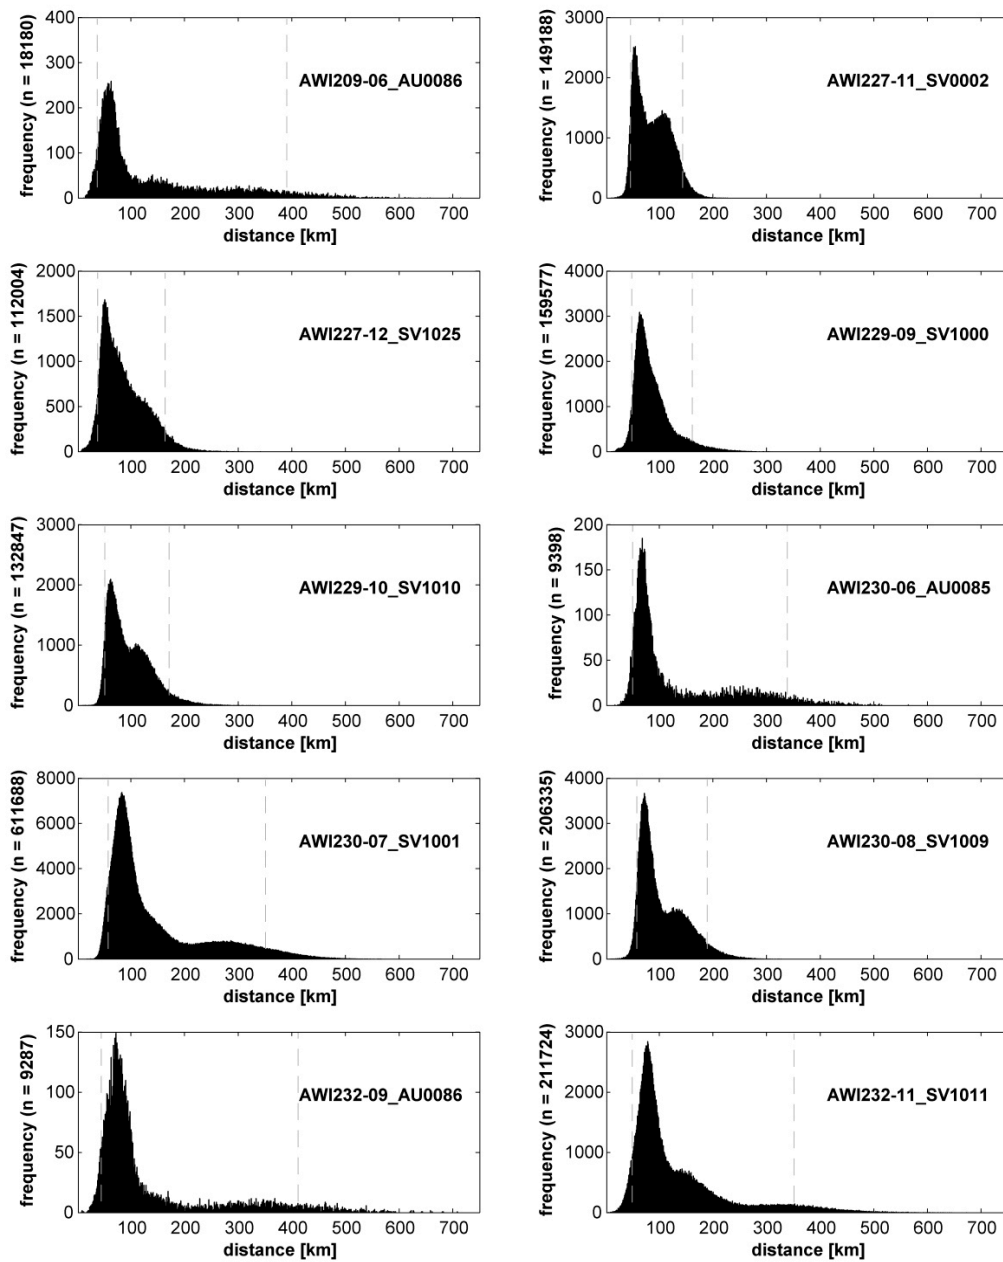 frequency (n = 18180)
400
300
200
100
0
AWI209-06_AU0086
100 200 300 400 500 600 700
distance [km]
frequency (n = 149188)
3000
2000
1000
0
AWI227-11_SV0002
100 200 300 400 500 600 700
distance [km]
frequency (n = 112004)
2000
1500
1000
500
0
AWI227-12_SV1025
100 200 300 400 500 600 700
distance [km]
frequency (n = 159577)
4000
3000
2000
1000
0
AWI229-09_SV1000
100 200 300 400 500 600 700
distance [km]
frequency (n = 132847)
3000
2000
1000
0
AWI229-10_SV1010
100 200 300 400 500 600 700
distance [km]
frequency (n = 9398)
200
150
100
50
0
AWI230-06_AU0085
100 200 300 400 500 600 700
distance [km]
frequency (n = 611688)
8000
6000
4000
2000
0
AWI230-07_SV1001
100 200 300 400 500 600 700
distance [km]
frequency (n = 206335)
4000
3000
2000
1000
0
AWI230-08_SV1009
100 200 300 400 500 600 700
distance [km]
frequency (n = 9287)
150
100
50
0
AWI232-09_AU0086
100 200 300 400 500 600 700
distance [km]
frequency (n = 211724)
3000
2000
1000
0
AWI232-11_SV1011
100 200 300 400 500 600 700
distance [km]